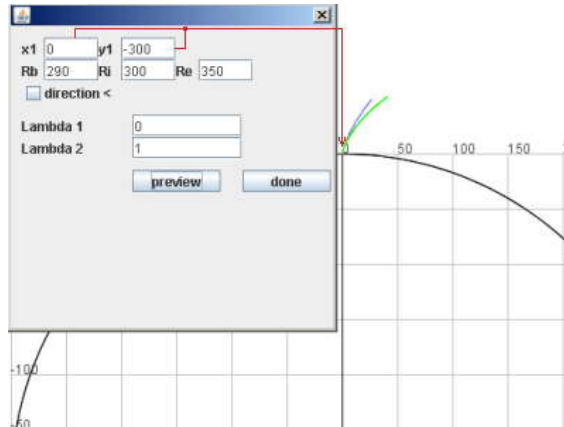 x1 0 y1 -300
Rb 290 Ri 300 Re 350
direction <
Lambda 1 0
Lambda 2 1
preview done
0 50 100 150
-100
-50